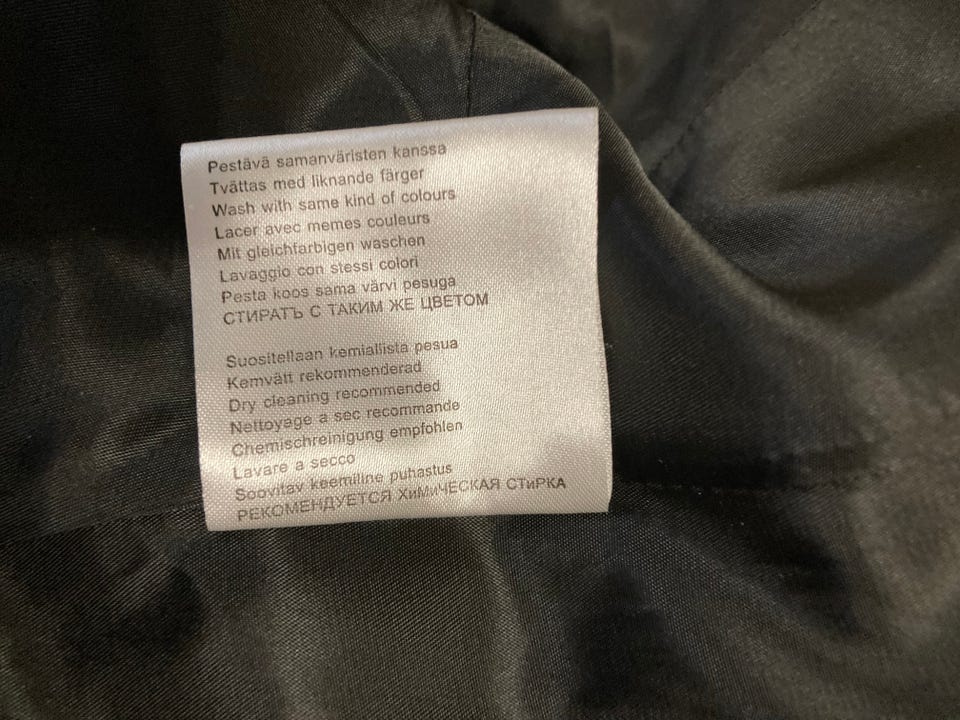 Pestävä samanväristen kanssa
Tvättas med liknande färger
Wash with same kind of colours
Lacer avec memes couleurs
Mit gleichfarbigen waschen
Lavaggio con stessi colori
Pesta koos sama värvi pesuga
СТИРАТЪ С ТАКИМ ЖЕ ЦВЕТОМ
Suositellaan kemiallista pesua
Kemvätt rekommenderad
Dry cleaning recommended
Nettoyage a sec recommande
Chemischreinigung empfohlen
Lavare a secco
Soovitav keemiline puhastus
РЕКОМЕНДУЕТСЯ ХиМиЧЕСКАЯ СТиРКА